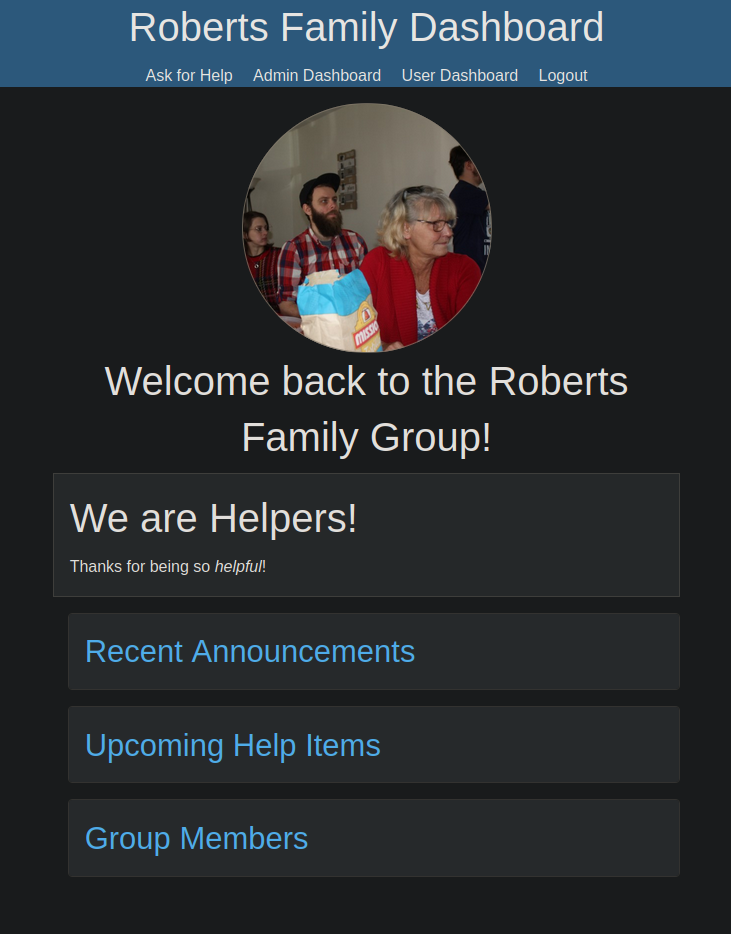 Roberts Family Dashboard
Ask for Help Admin Dashboard User Dashboard Logout
Welcome back to the Roberts
Family Group!
We are Helpers!
Thanks for being so helpful!
Recent Announcements
Upcoming Help Items
Group Members